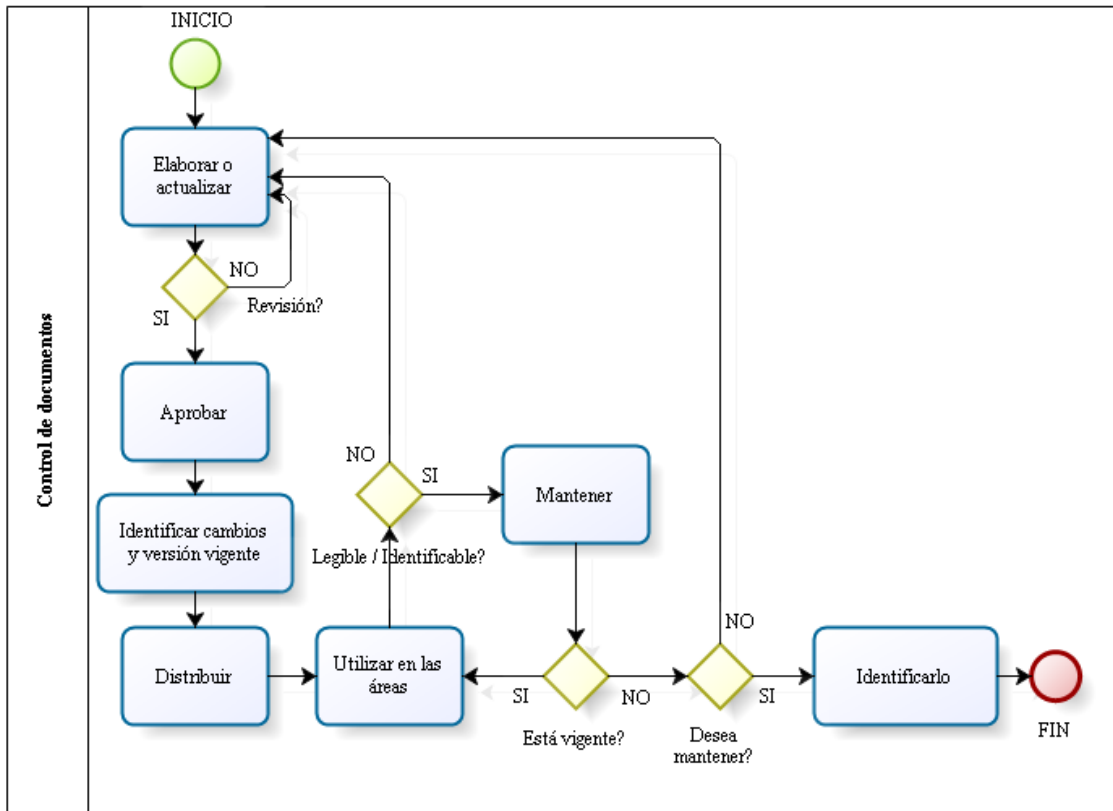 Control de documentos
INICIO
Elaborar o
actualizar
NO
Revisión?
SI
Aprobar
Identificar cambios
y versión vigente
Distribuir
Utilizar en las
áreas
Legible / Identificable?
NO
SI
Mantener
Está vigente?
SI
NO
Desea
mantener?
NO
SI
Identificarlo
FIN